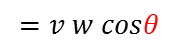 = v w cosθ